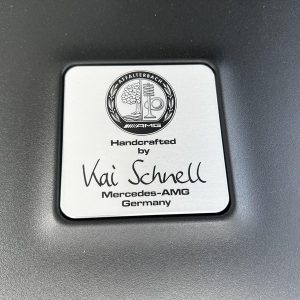 AFFALTERBACH
AMG
Handcrafted
by
Kai Schnell
Mercedes-AMG
Germany